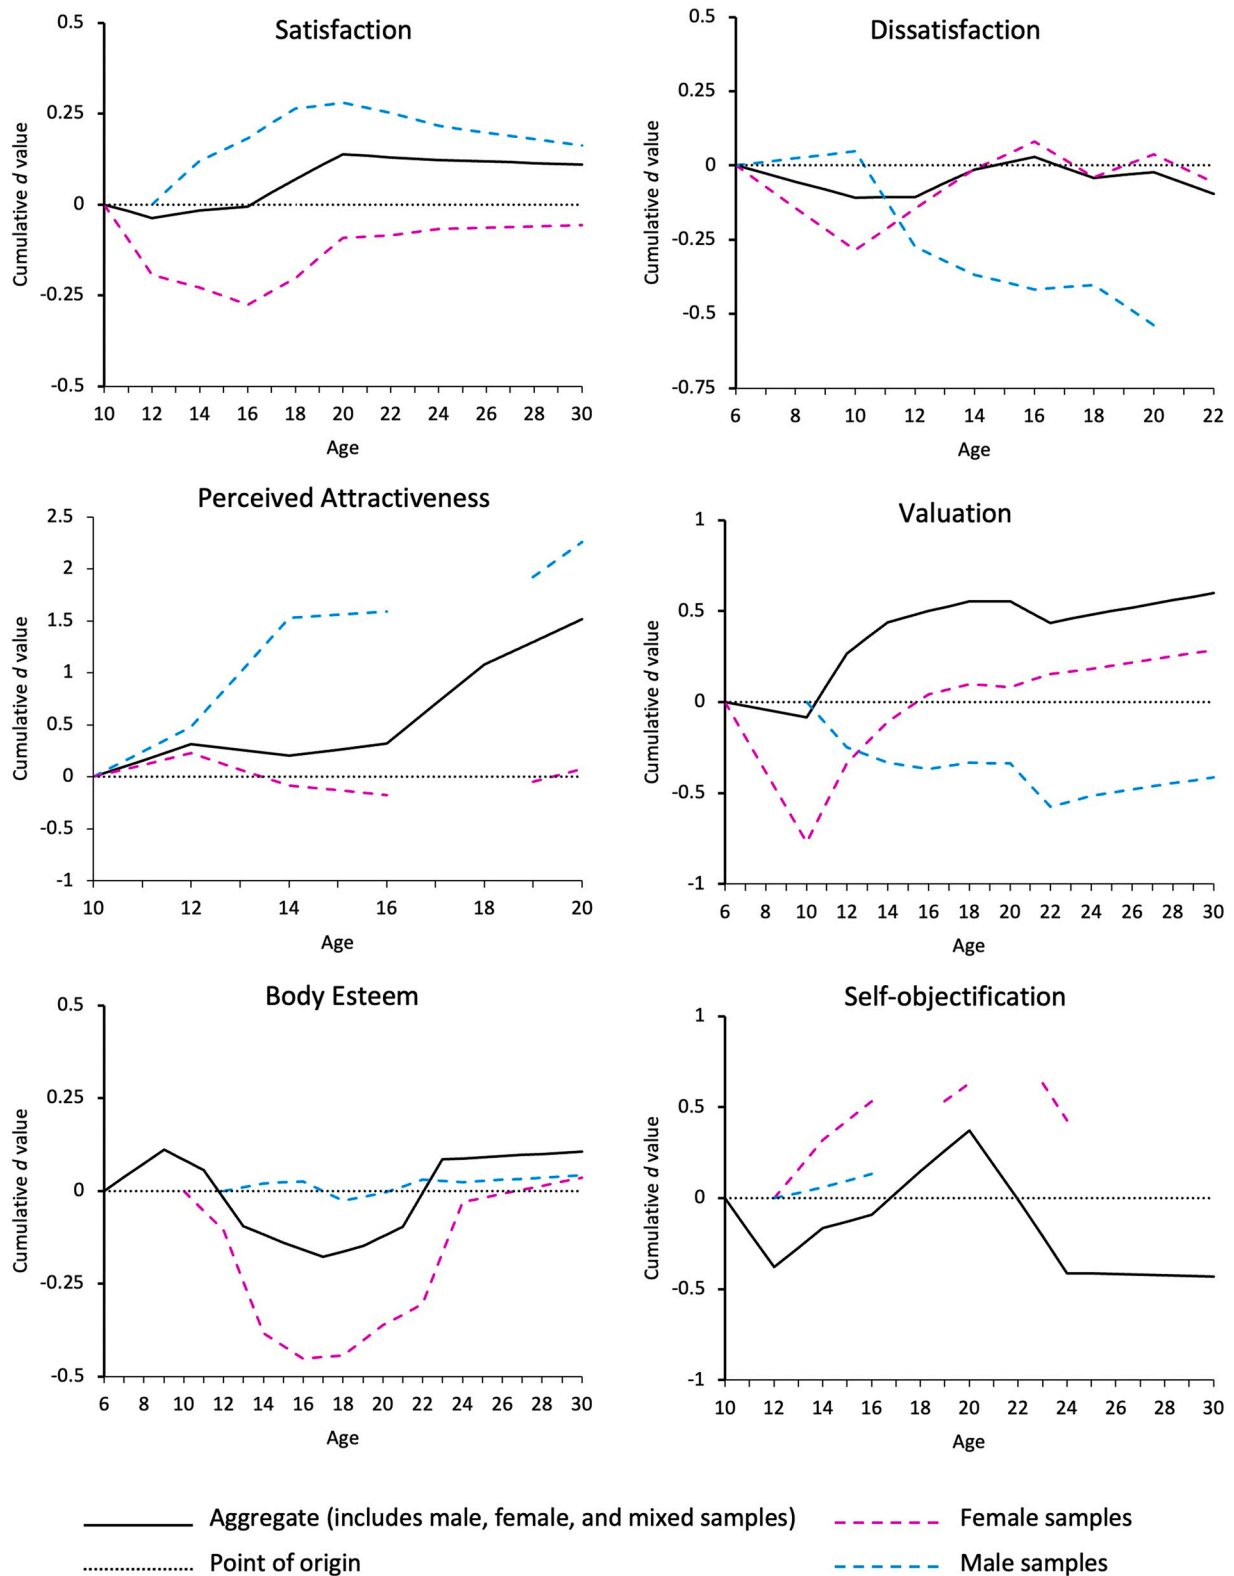 Satisfaction
0.5
0.25
0
-0.25
-0.5
Cumulative d value
10 12 14 16 18 20 22 24 26 28 30
Age
Dissatisfaction
0.5
0.25
0
-0.25
-0.5
-0.75
Cumulative d value
6 8 10 12 14 16 18 20 22
Age
Perceived Attractiveness
2.5
2
1.5
1
0.5
0
-0.5
-1
Cumulative d value
10 12 14 16 18 20
Age
Valuation
1
0.5
0
-0.5
-1
Cumulative d value
6 8 10 12 14 16 18 20 22 24 26 28 30
Age
Body Esteem
0.5
0.25
0
-0.25
-0.5
Cumulative d value
6 8 10 12 14 16 18 20 22 24 26 28 30
Age
Self-objectification
1
0.5
0
-0.5
-1
Cumulative d value
10 12 14 16 18 20 22 24 26 28 30
Age
Aggregate (includes male, female, and mixed samples)
Female samples
Point of origin
Male samples